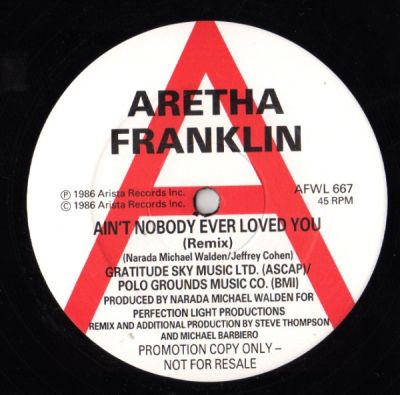 ARETHA
FRANKLIN
℗ 1986 Arista Records Inc.
© 1986 Arista Records Inc.
AFWL 667
45 RPM
AIN'T NOBODY EVER LOVED YOU
(Remix)
(Narada Michael Walden/Jeffrey Cohen)
GRATITUDE SKY MUSIC LTD. (ASCAP)/
POLO GROUNDS MUSIC CO. (BMI)
PRODUCED BY NARADA MICHAEL WALDEN FOR
PERFECTION LIGHT PRODUCTIONS
REMIX AND ADDITIONAL PRODUCTION BY STEVE THOMPSON
AND MICHAEL BARBIERO
PROMOTION COPY ONLY –
NOT FOR RESALE